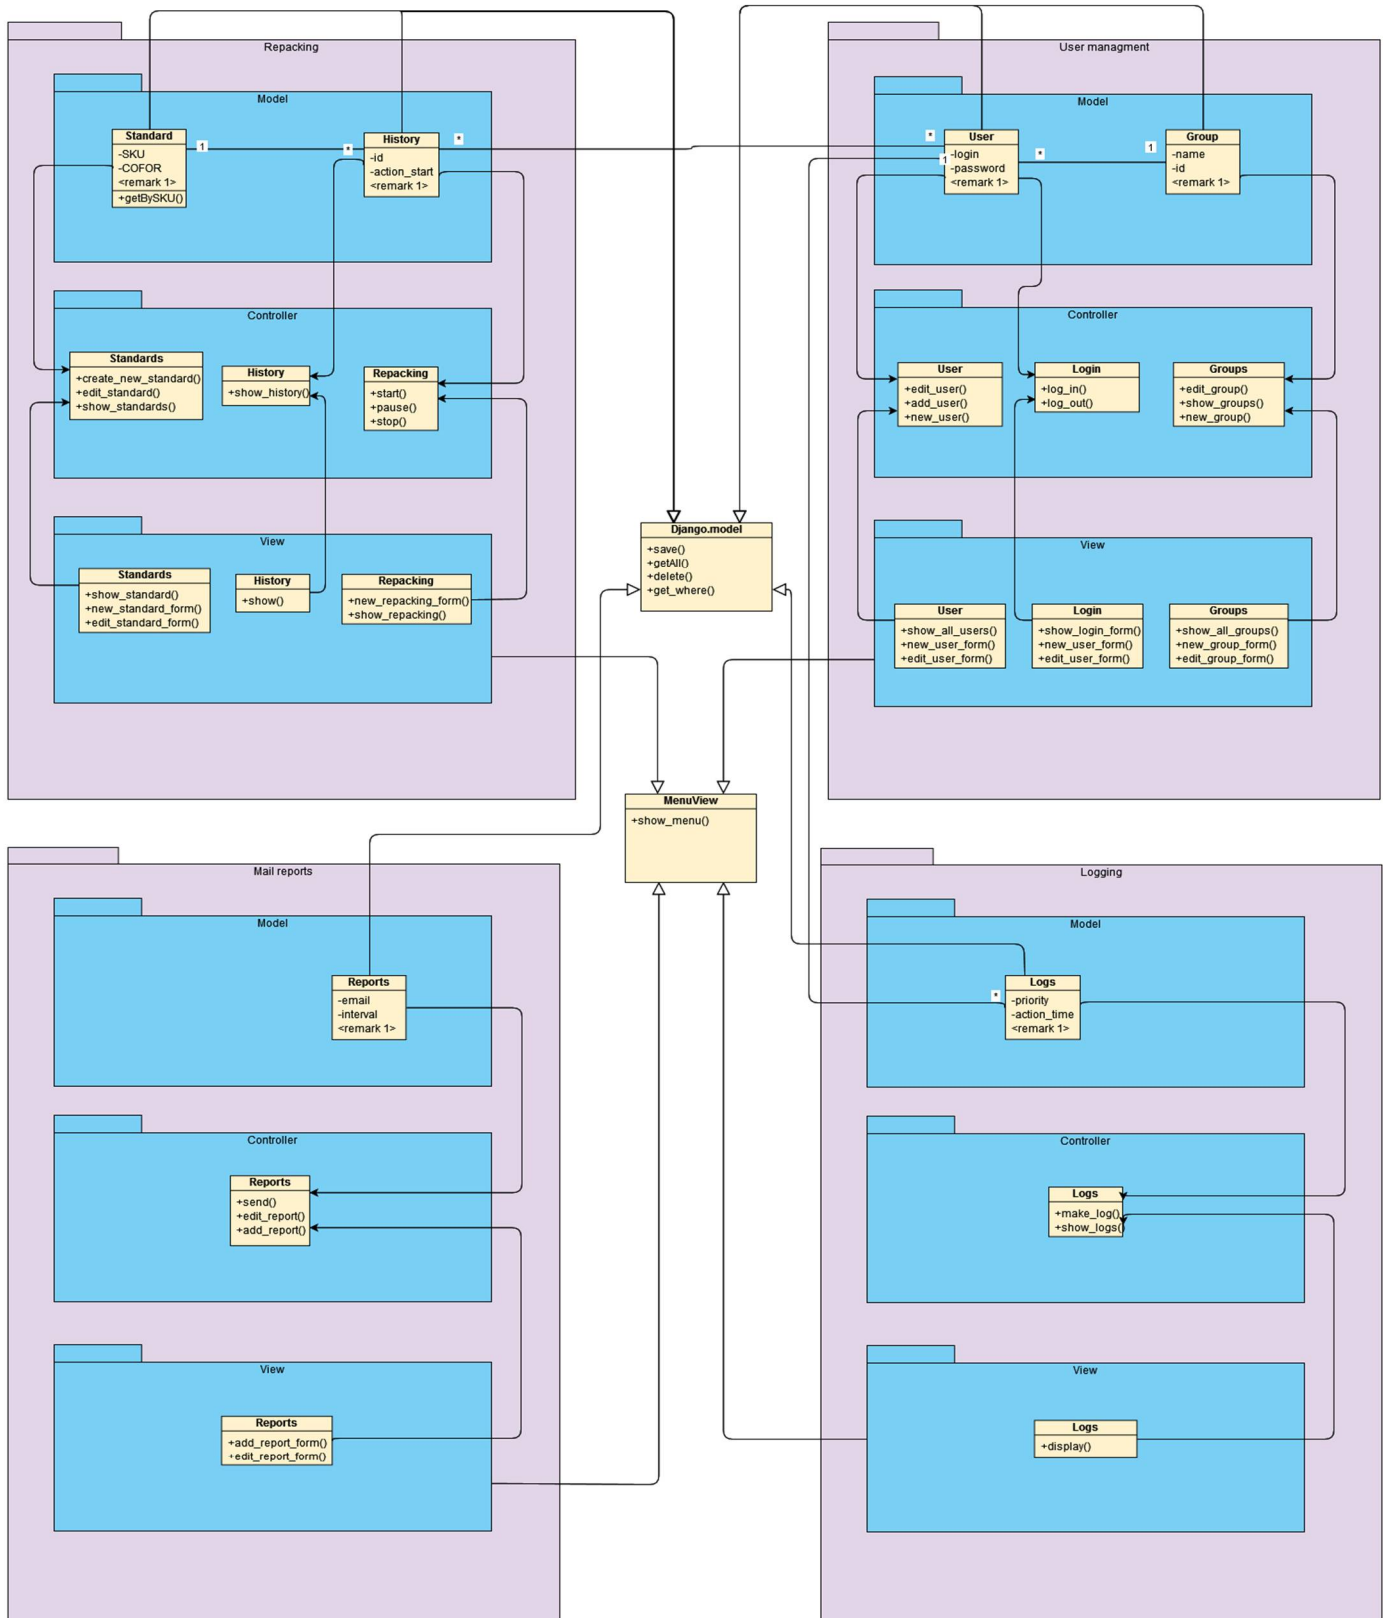 Repacking
Model
Standard
-SKU
-COFOR
<remark 1>
+getBySKU()
1
*
History
-id
-action_start
<remark 1>
*
Controller
Standards
+create_new_standard()
+edit_standard()
+show_standards()
History
+show_history()
Repacking
+start()
+pause()
+stop()
View
Standards
+show_standard()
+new_standard_form()
+edit_standard_form()
History
+show()
Repacking
+new_repacking_form()
+show_repacking()
User managment
Model
*
User
-login
-password
<remark 1>
1
*
1
Group
-name
-id
<remark 1>
Controller
User
+edit_user()
+add_user()
+new_user()
Login
+log_in()
+log_out()
Groups
+edit_group()
+show_groups()
+new_group()
View
User
+show_all_users()
+new_user_form()
+edit_user_form()
Login
+show_login_form()
+new_user_form()
+edit_user_form()
Groups
+show_all_groups()
+new_group_form()
+edit_group_form()
Django.model
+save()
+getAll()
+delete()
+get_where()
MenuView
+show_menu()
Mail reports
Model
Reports
-email
-interval
<remark 1>
Controller
Reports
+send()
+edit_report()
+add_report()
View
Reports
+add_report_form()
+edit_report_form()
Logging
Model
*
Logs
-priority
-action_time
<remark 1>
Controller
Logs
+make_log()
+show_logs()
View
Logs
+display()